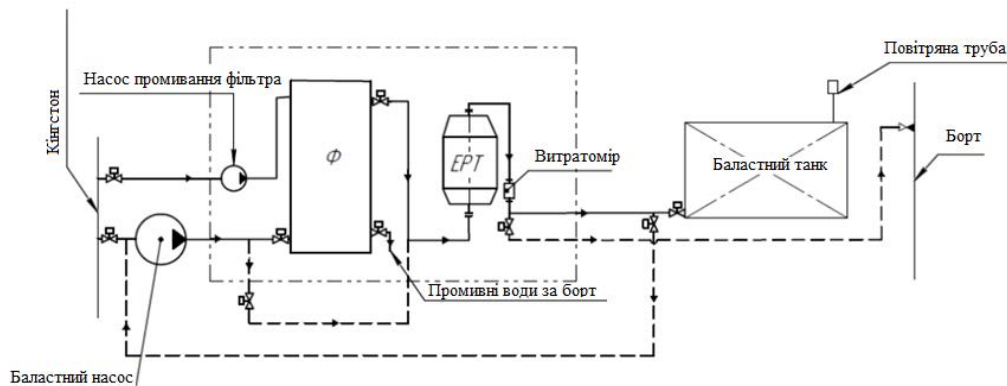 Насос промивання фільтра
Повітряна труба
Кінгстон
Ф
ЕРТ
Витратомір
Баластний танк
Борт
Промивні води за борт
Баластний насос